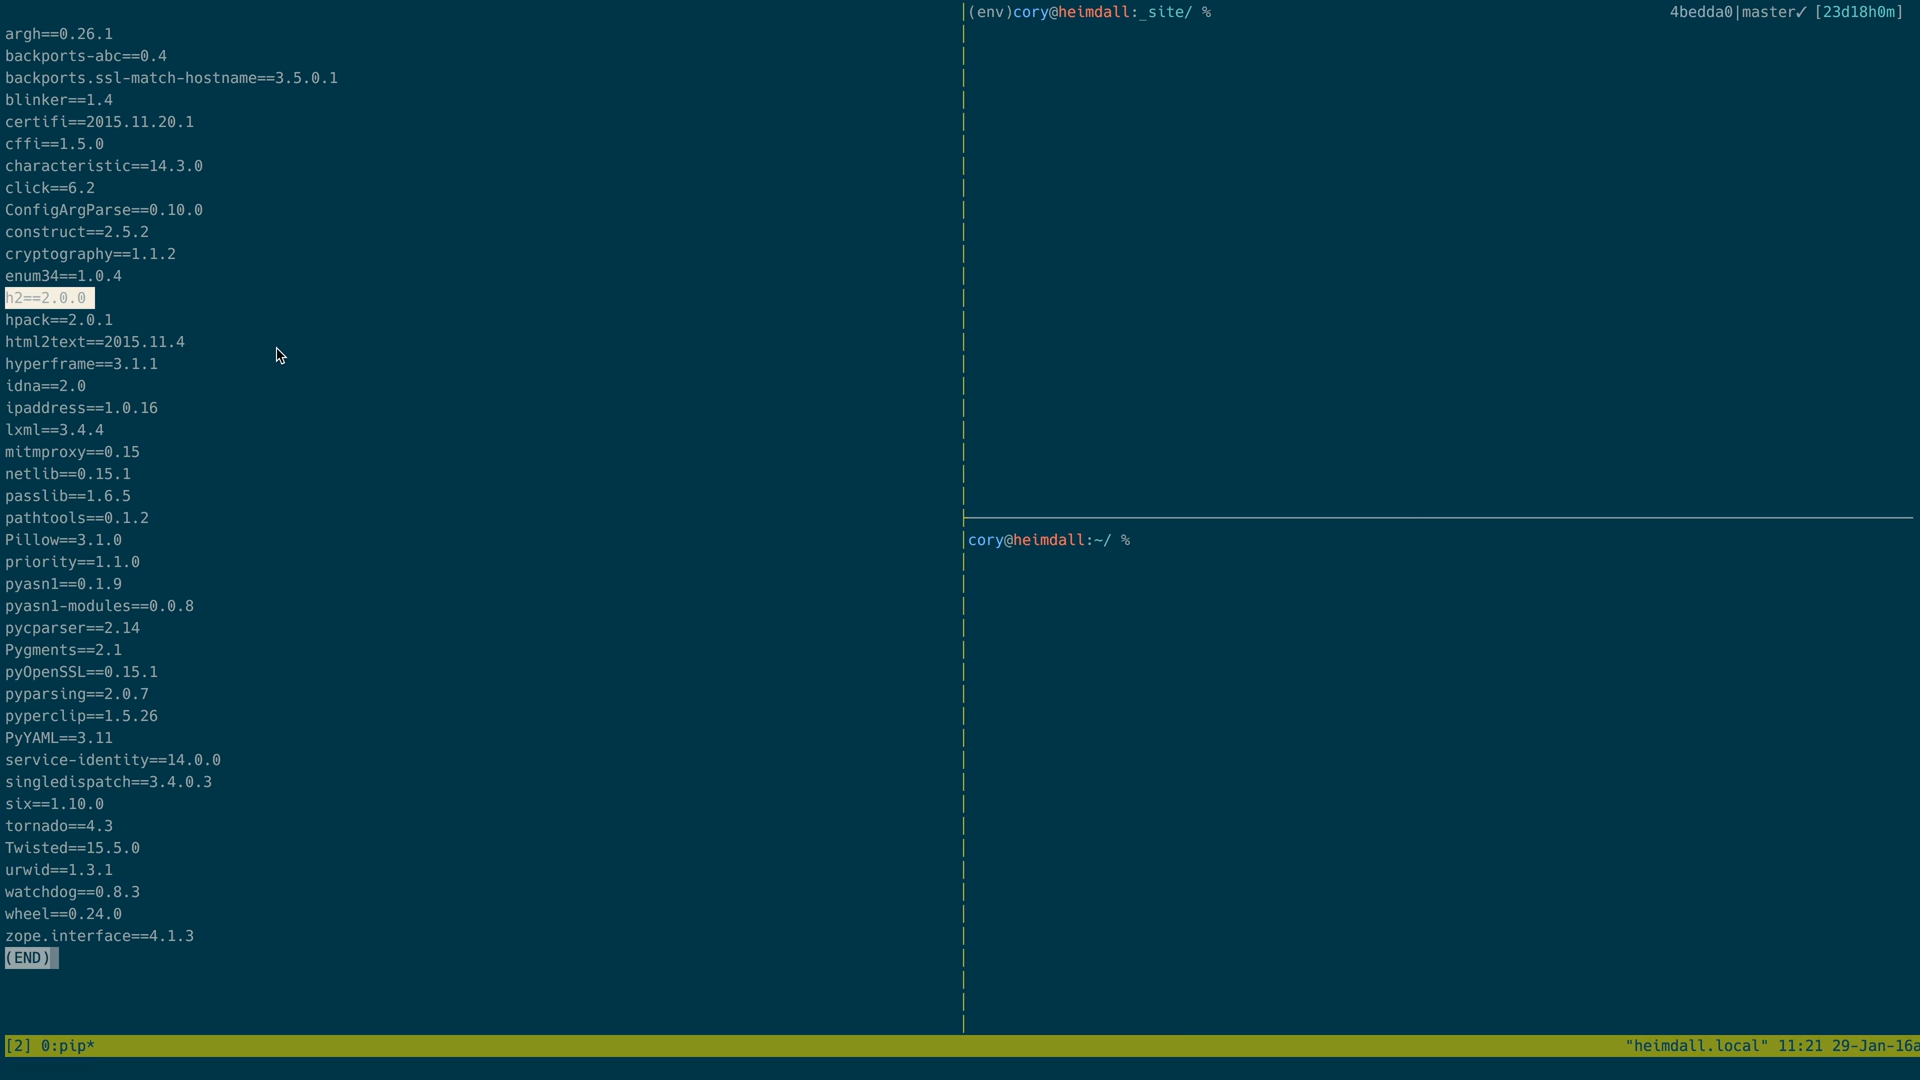 argh==0.26.1
backports-abc==0.4
backports.ssl-match-hostname==3.5.0.1
blinker==1.4
certifi==2015.11.20.1
cffi==1.5.0
characteristic==14.3.0
click==6.2
ConfigArgParse==0.10.0
construct==2.5.2
cryptography==1.1.2
enum34==1.0.4
h2==2.0.0
hpack==2.0.1
html2text==2015.11.4
hyperframe==3.1.1
idna==2.0
ipaddress==1.0.16
lxml==3.4.4
mitmproxy==0.15
netlib==0.15.1
passlib==1.6.5
pathtools==0.1.2
Pillow==3.1.0
priority==1.1.0
pyasn1==0.1.9
pyasn1-modules==0.0.8
pycparser==2.14
Pygments==2.1
pyOpenSSL==0.15.1
pyparsing==2.0.7
pyperclip==1.5.26
PyYAML==3.11
service-identity==14.0.0
singledispatch==3.4.0.3
six==1.10.0
tornado==4.3
Twisted==15.5.0
urwid==1.3.1
watchdog==0.8.3
wheel==0.24.0
zope.interface==4.1.3
(END)
(env)cory@heimdall:_site/ % 4bedda0|master✓ [23d18h0m]
cory@heimdall:~/ %
[2] 0:pip* "heimdall.local" 11:21 29-Jan-16a